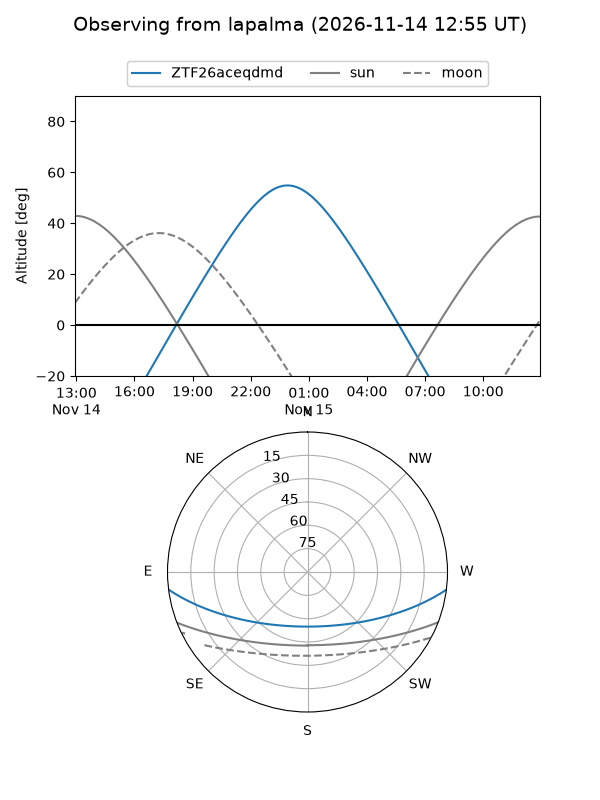 Observing from lapalma (2026-11-14 12:55 UT)
ZTF26aceqdmd sun moon
80
60
40
20
0
−20
Altitude [deg]
13:00 16:00 19:00 22:00 01:00 04:00 07:00 10:00
Nov 14 Nov 15
N
NE NW
15
30
45
60
75
E W
SE SW
S